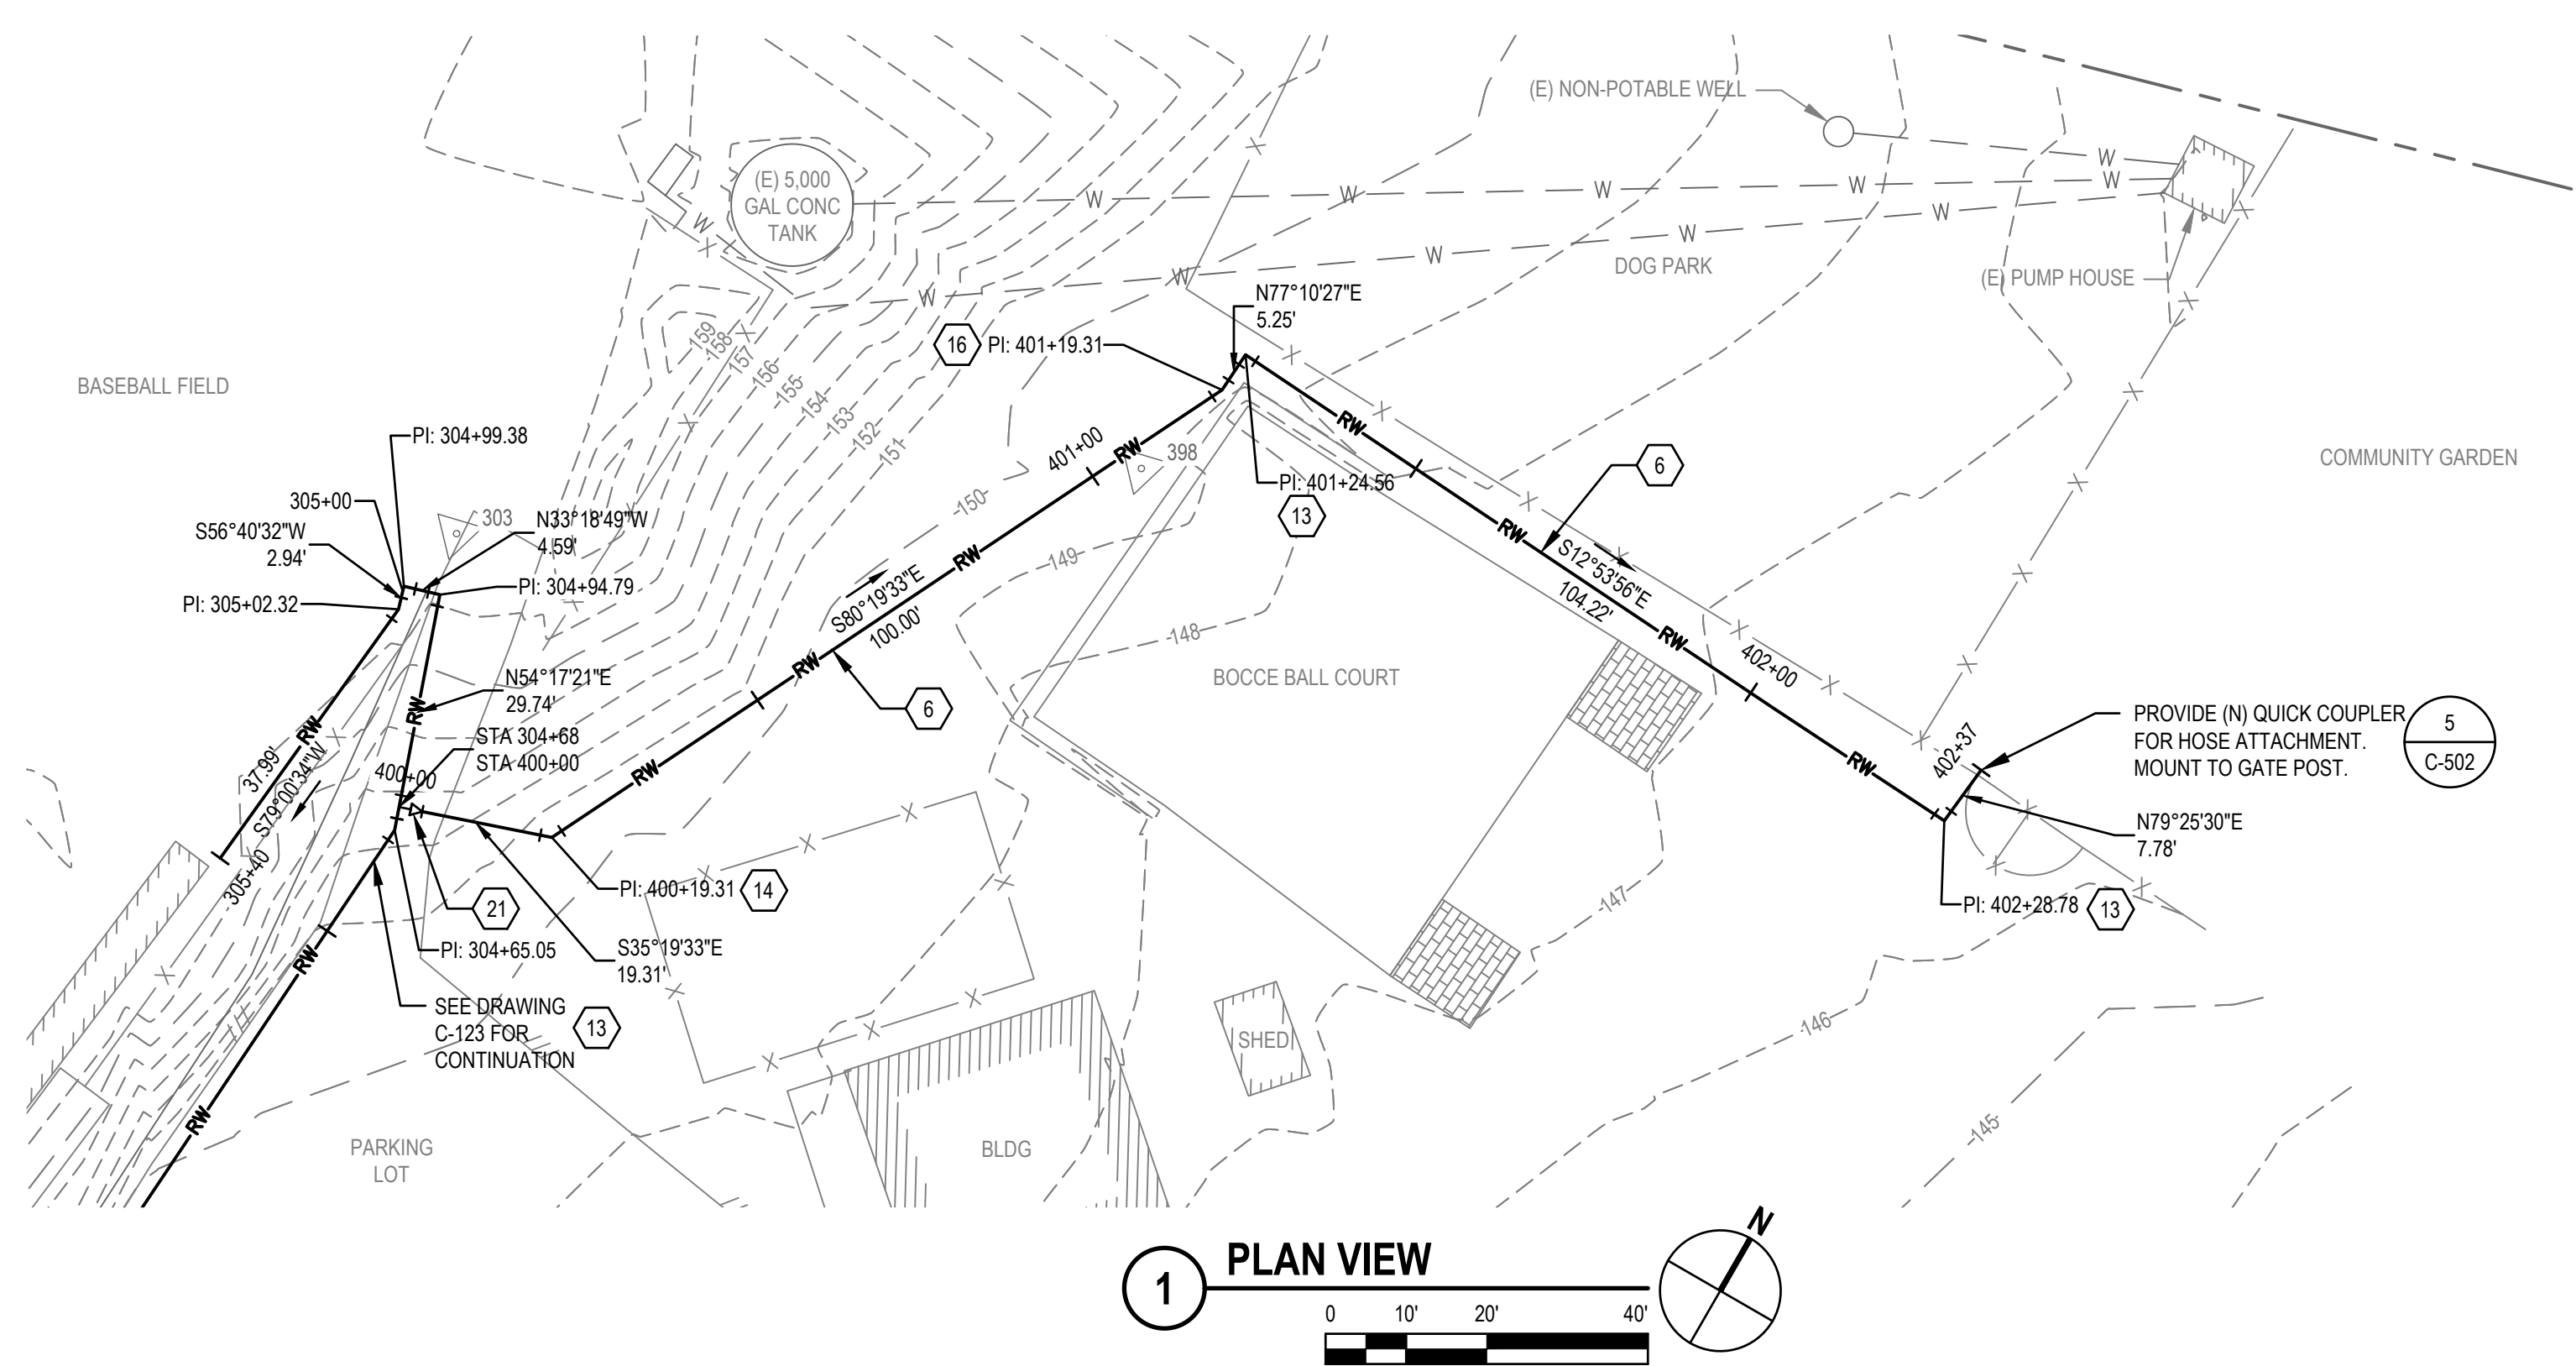 (E) NON-POTABLE WELL
W
W
W
W
W
W
W
(E) 5,000
GAL CONC
TANK
W
W
W
W
W
W
DOG PARK
(E) PUMP HOUSE
N77°10'27"E
5.25'
16
PI: 401+19.31
159
158
157
156
155
154
153
152
151
BASEBALL FIELD
PI: 304+99.38
401+00
RW
398
RW
6
COMMUNITY GARDEN
PI: 401+24.56
13
305+00
303
N33°18'49"W
4.59'
S56°40'32"W
2.94'
150
RW
149
RW
S12°53'56"E
104.22'
PI: 304+94.79
PI: 305+02.32
S80°19'33"E
100.00'
148
RW
RW
402+00
BOCCE BALL COURT
N54°17'21"E
29.74'
RW
6
RW
STA 304+68
STA 400+00
400+00
37.99'
S79°00'34"W
305+40
RW
RW
402+37
PROVIDE (N) QUICK COUPLER
FOR HOSE ATTACHMENT.
MOUNT TO GATE POST.
5
C-502
N79°25'30"E
7.78'
PI: 400+19.31
14
21
147
PI: 402+28.78
13
PI: 304+65.05
S35°19'33"E
19.31'
RW
SEE DRAWING
C-123 FOR
CONTINUATION
13
146
SHED
RW
145
PARKING
LOT
BLDG
1
PLAN VIEW
N
0
10'
20'
40'